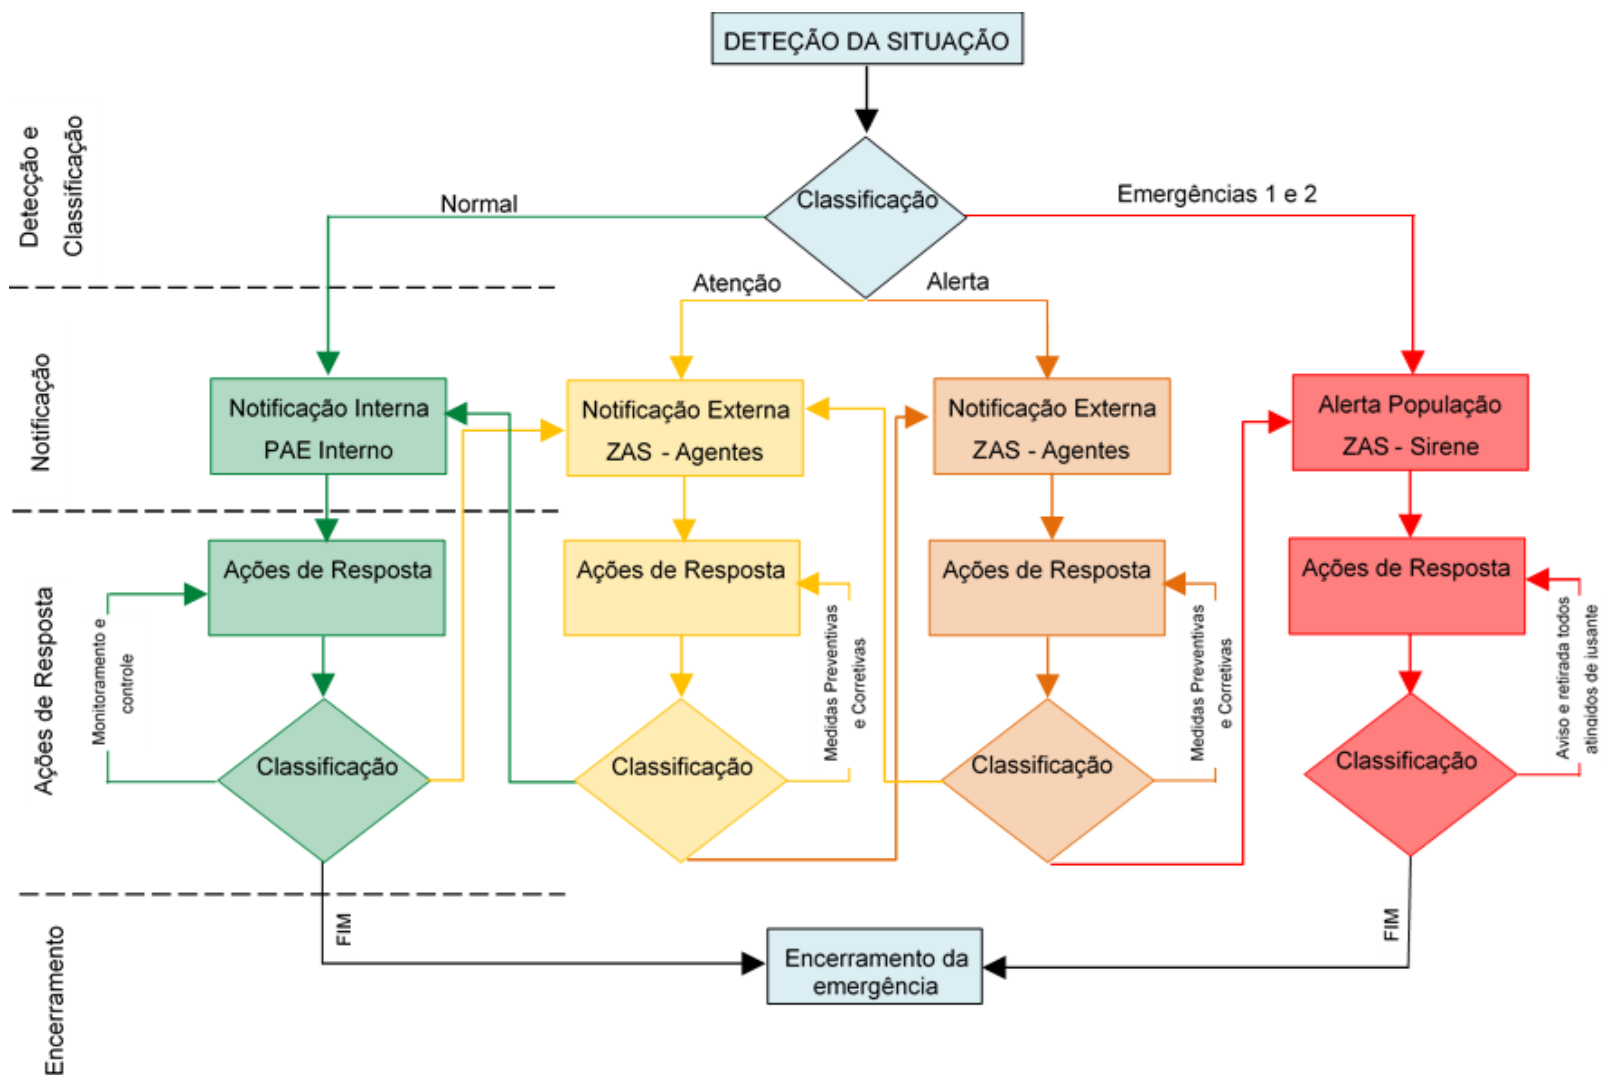 DETEÇÃO DA SITUAÇÃO
Detecção e
Classificação
Classificação
Normal
Emergências 1 e 2
Atenção
Alerta
Notificação
Notificação Interna
PAE Interno
Notificação Externa
ZAS - Agentes
Notificação Externa
ZAS - Agentes
Alerta População
ZAS - Sirene
Ações de Resposta
Ações de Resposta
Ações de Resposta
Ações de Resposta
Ações de Resposta
Monitoramento e
controle
Medidas Preventivas
e Corretivas
Medidas Preventivas
e Corretivas
Aviso e retirada todos
atingidos de jusante
Classificação
Classificação
Classificação
Classificação
FIM
FIM
Encerramento
Encerramento da
emergência